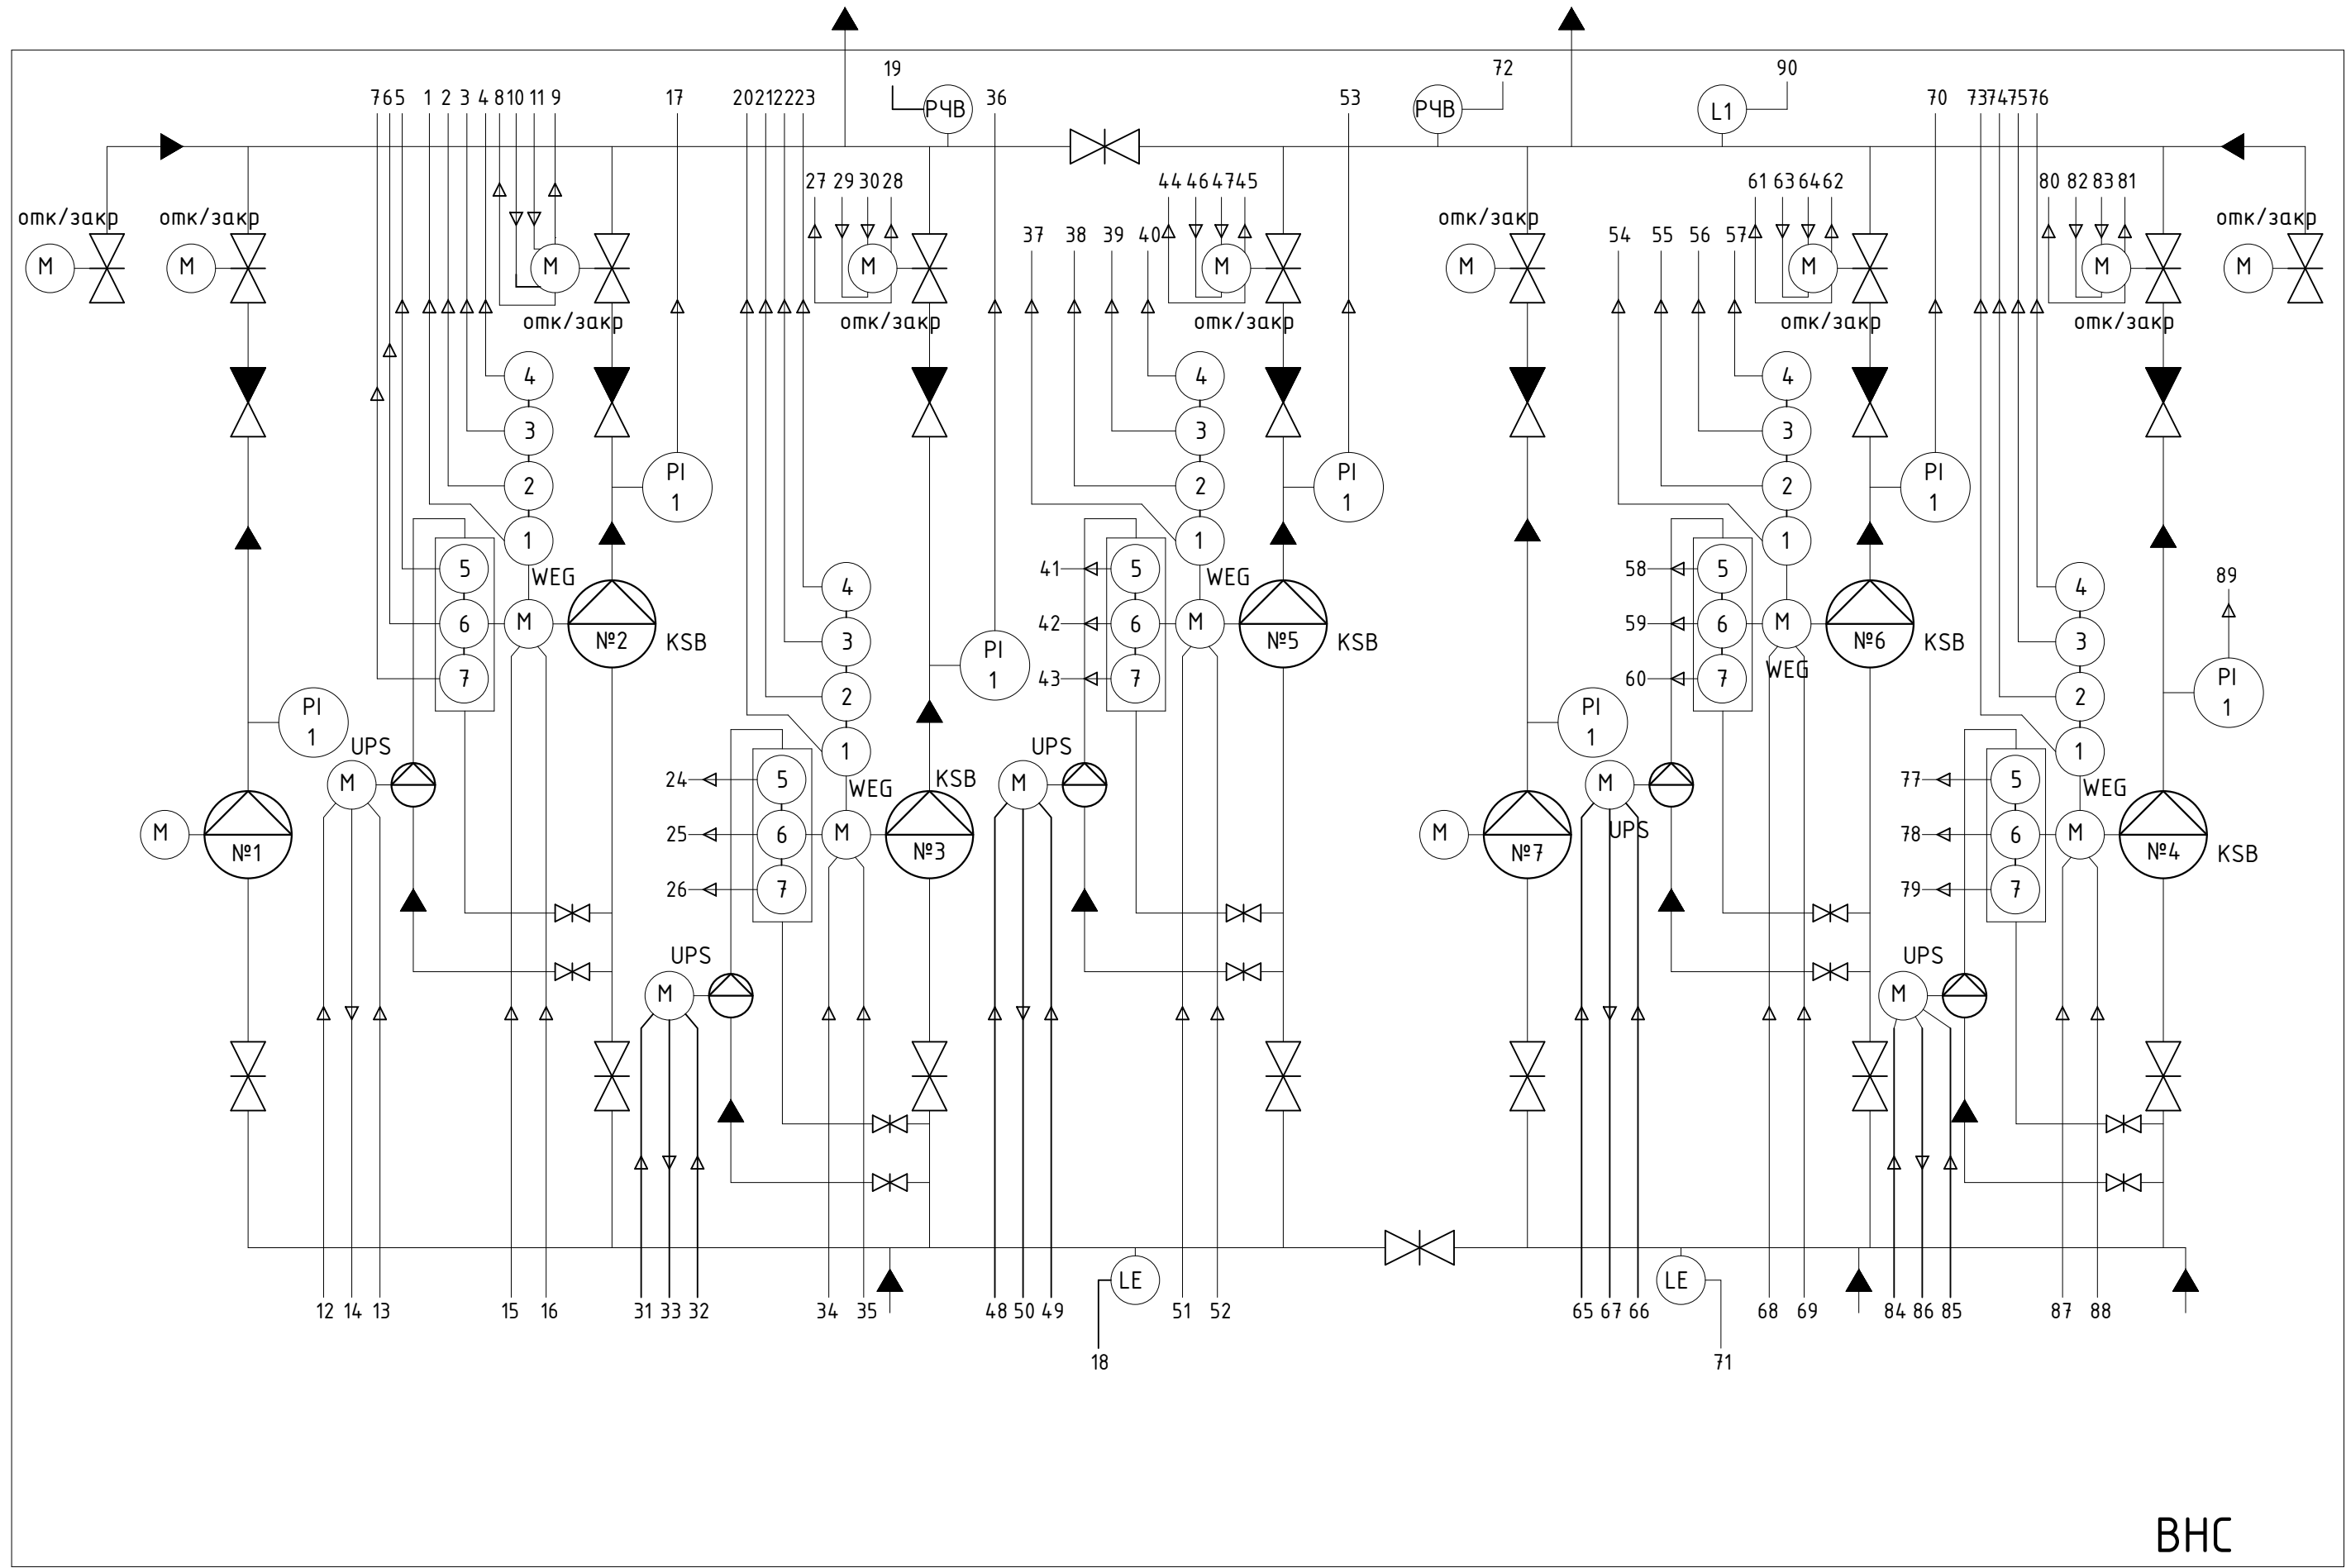 19 72 90
7 6 5 1 2 3 4 8 10 11 9 17 20 21 22 23 РЧВ 36 53 РЧВ L1 70 73 74 75 76
27 29 30 28 44 46 47 45 61 63 64 62 80 82 83 81
отк/закр отк/закр отк/закр отк/закр
37 38 39 40 54 55 56 57
M M M M M M M M M
отк/закр отк/закр отк/закр отк/закр отк/закр
4 4 4
3 3 3
PI PI PI
1 1 1
2 2 2
1 1 1
5 41 5 58 5
WEG WEG 89
4 4
6 M 42 6 M 59 6 M
№2 KSB 3 №5 KSB №6 KSB 3
PI WEG PI
7 1 43 7 60 7 1
2 2
PI PI
1 1
UPS 1 UPS 1
M 24 5 WEG KSB M M 77 5 WEG
M 25 6 M UPS M 78 6 M
№1 №3 №7 №4 KSB
26 7 79 7
UPS UPS
M M
LE LE
12 14 13 15 16 31 33 32 34 35 48 50 49 51 52 65 67 66 68 69 84 86 85 87 88
18 71
ВНС